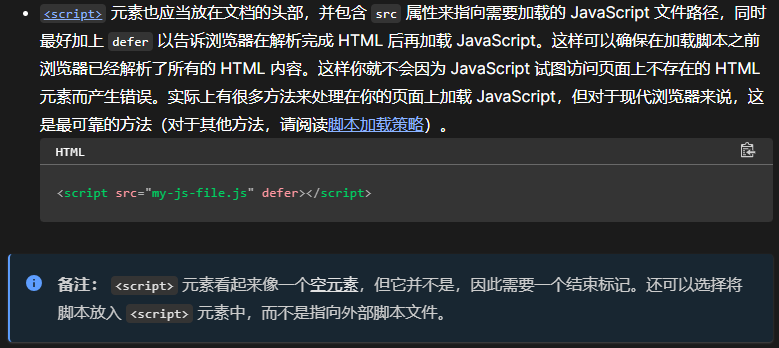 <script> 元素也应当放在文档的头部，并包含 src 属性来指向需要加载的 JavaScript 文件路径，同时
最好加上 defer 以告诉浏览器在解析完成 HTML 后再加载 JavaScript。这样可以确保在加载脚本之前
浏览器已经解析了所有的 HTML 内容。这样你就不会因为 JavaScript 试图访问页面上不存在的 HTML
元素而产生错误。实际上有很多方法来处理在你的页面上加载 JavaScript，但对于现代浏览器来说，这
是最可靠的方法（对于其他方法，请阅读脚本加载策略）。
HTML
<script src="my-js-file.js" defer></script>
备注： <script> 元素看起来像一个空元素，但它并不是，因此需要一个结束标记。还可以选择将
脚本放入 <script> 元素中，而不是指向外部脚本文件。